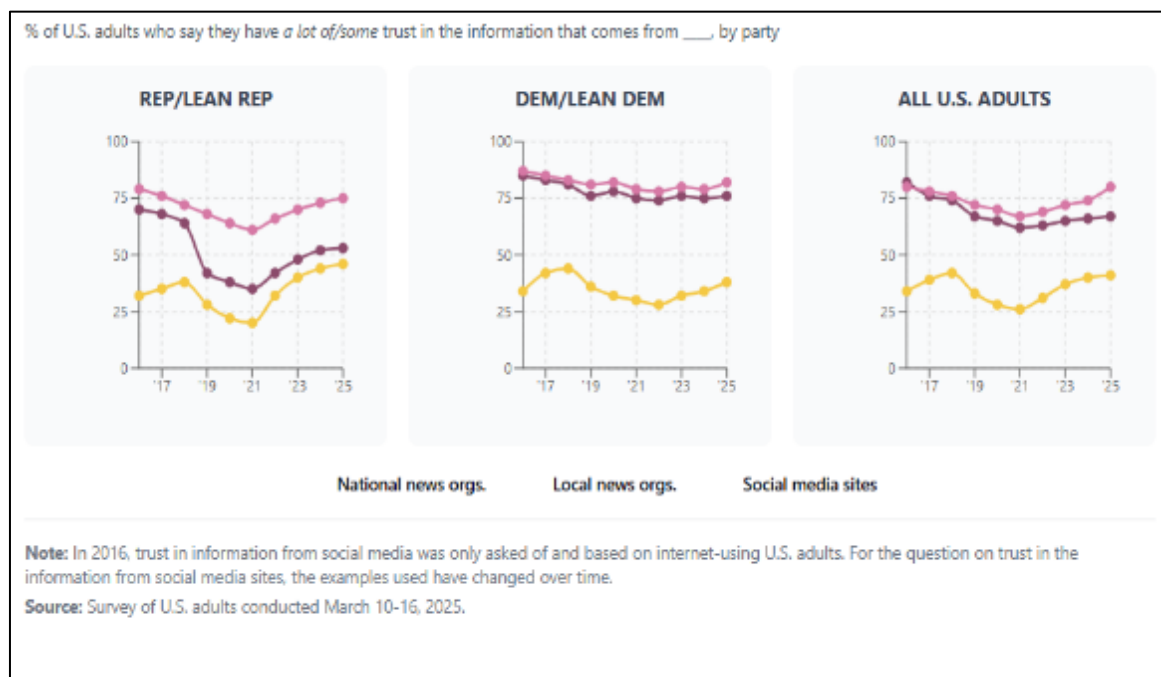 % of U.S. adults who say they have a lot of/some trust in the information that comes from ____, by party
REP/LEAN REP
100
75
50
25
0
'17 '19 '21 '23 '25
DEM/LEAN DEM
100
75
50
25
0
'17 '19 '21 '23 '25
ALL U.S. ADULTS
100
75
50
25
0
'17 '19 '21 '23 '25
National news orgs. Local news orgs. Social media sites
Note: In 2016, trust in information from social media was only asked of and based on internet-using U.S. adults. For the question on trust in the
information from social media sites, the examples used have changed over time.
Source: Survey of U.S. adults conducted March 10-16, 2025.